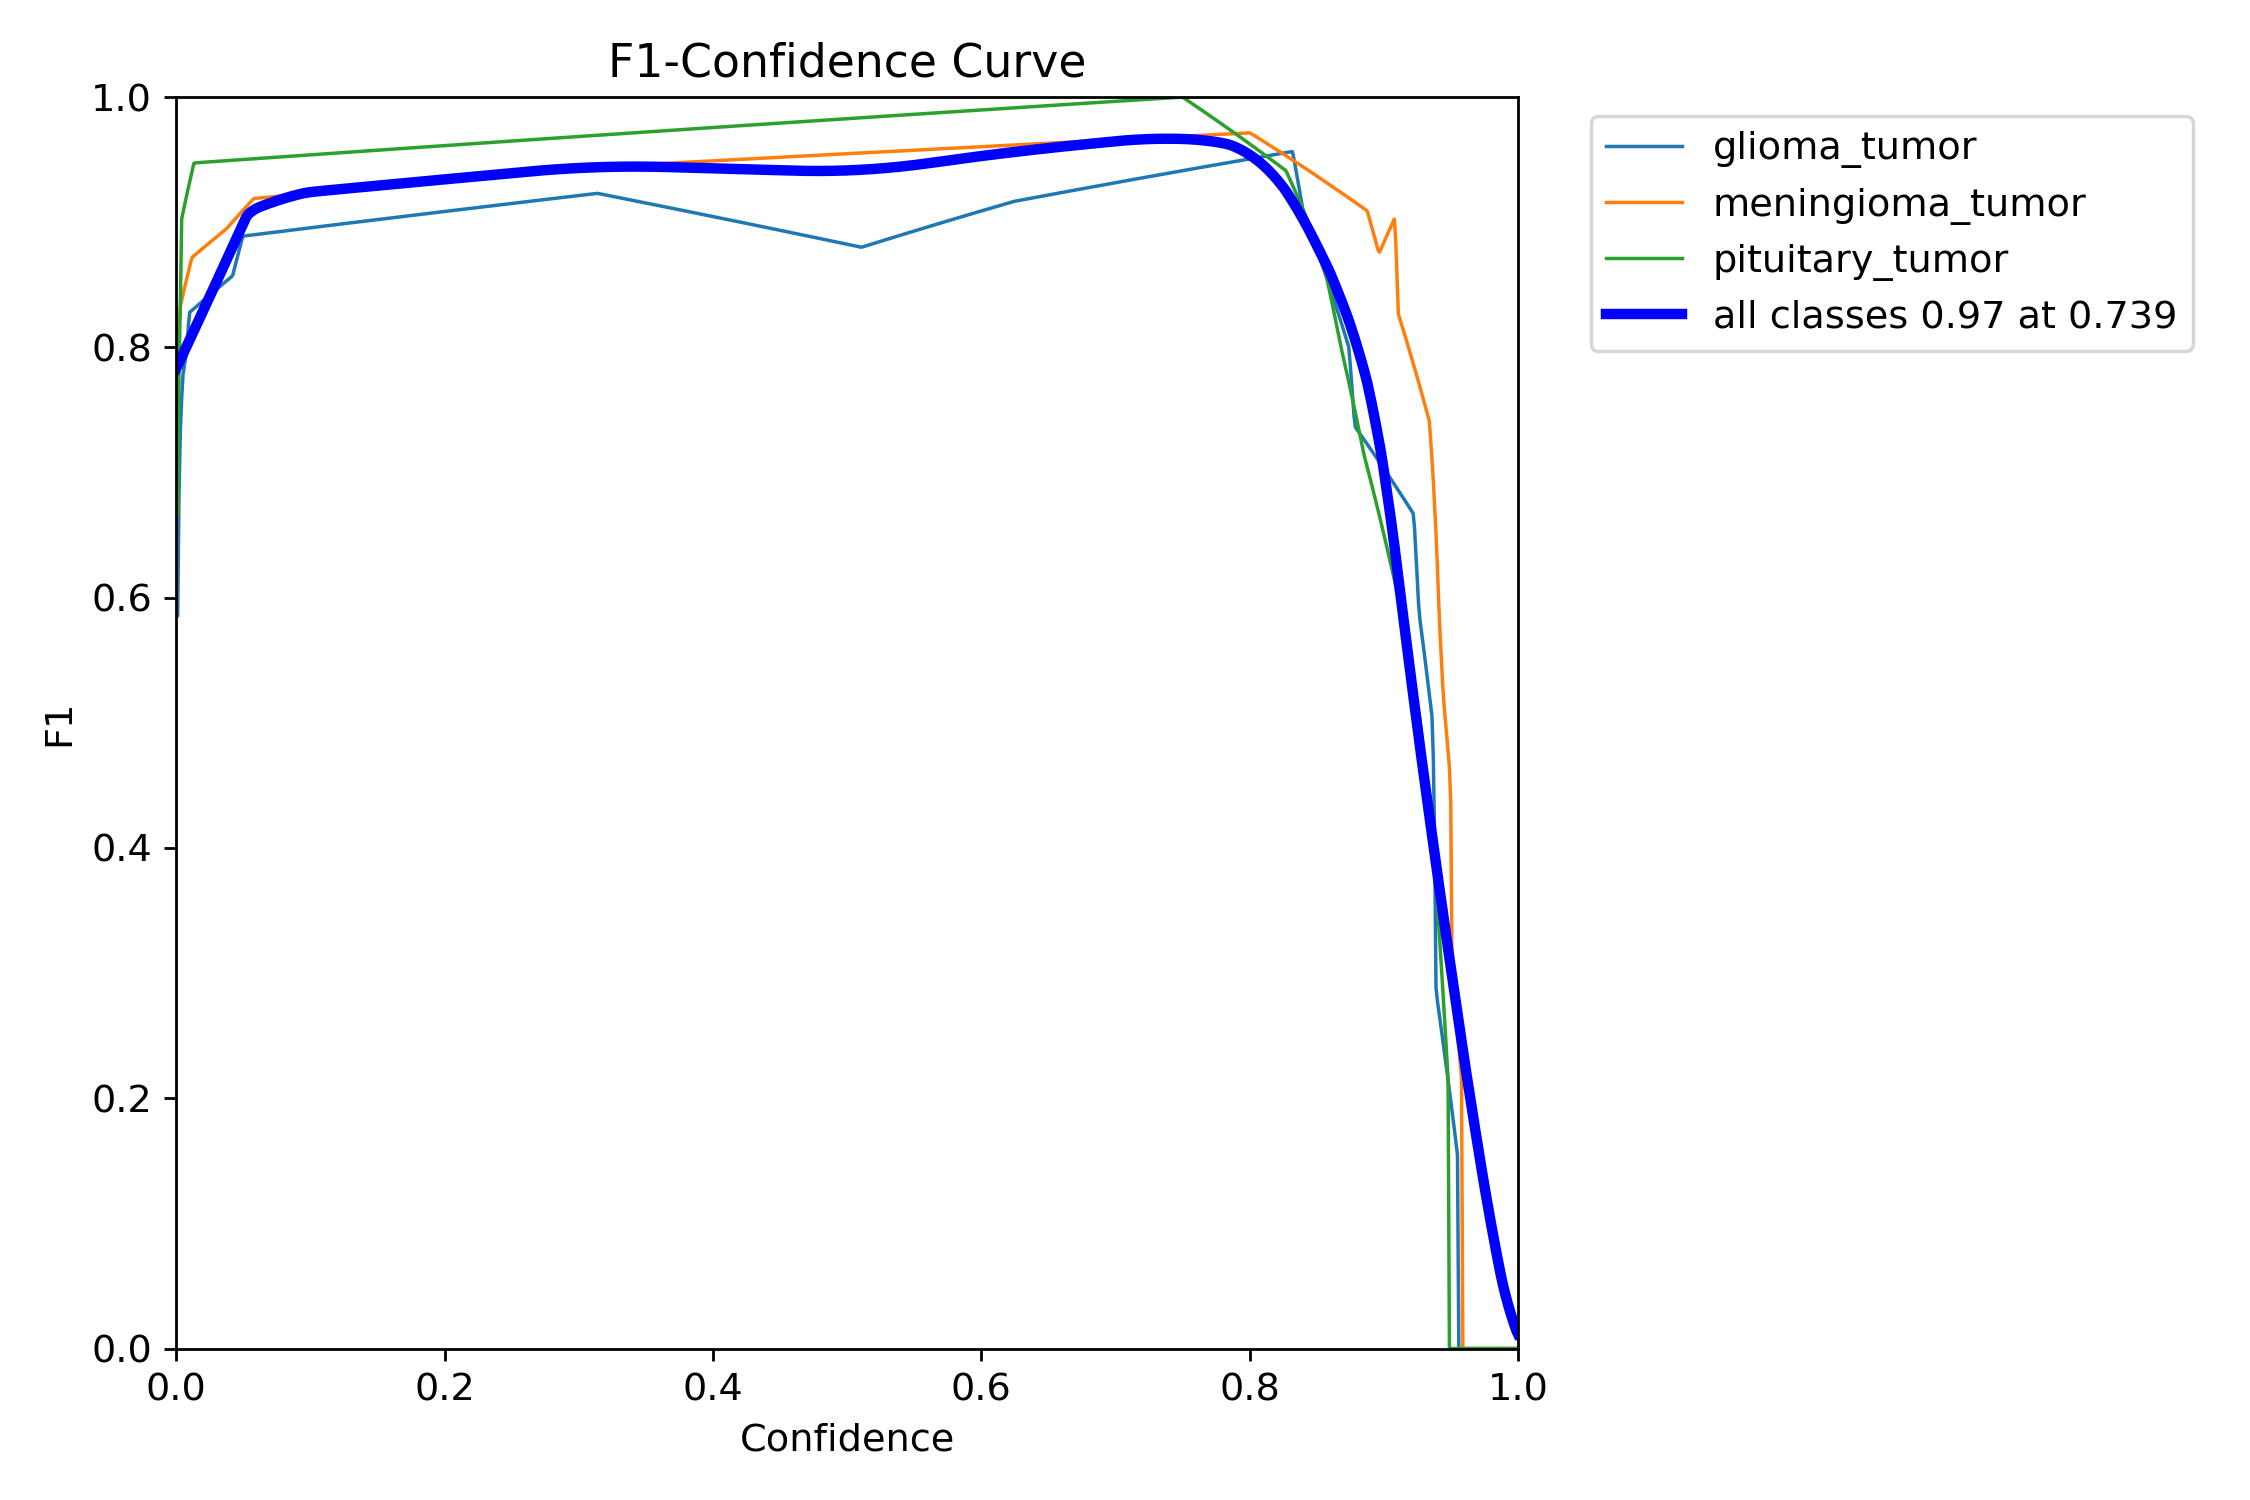 F1-Confidence Curve
glioma_tumor
meningioma_tumor
pituitary_tumor
all classes 0.97 at 0.739
F1
1.0
0.8
0.6
0.4
0.2
0.0
0.0 0.2 0.4 0.6 0.8 1.0
Confidence